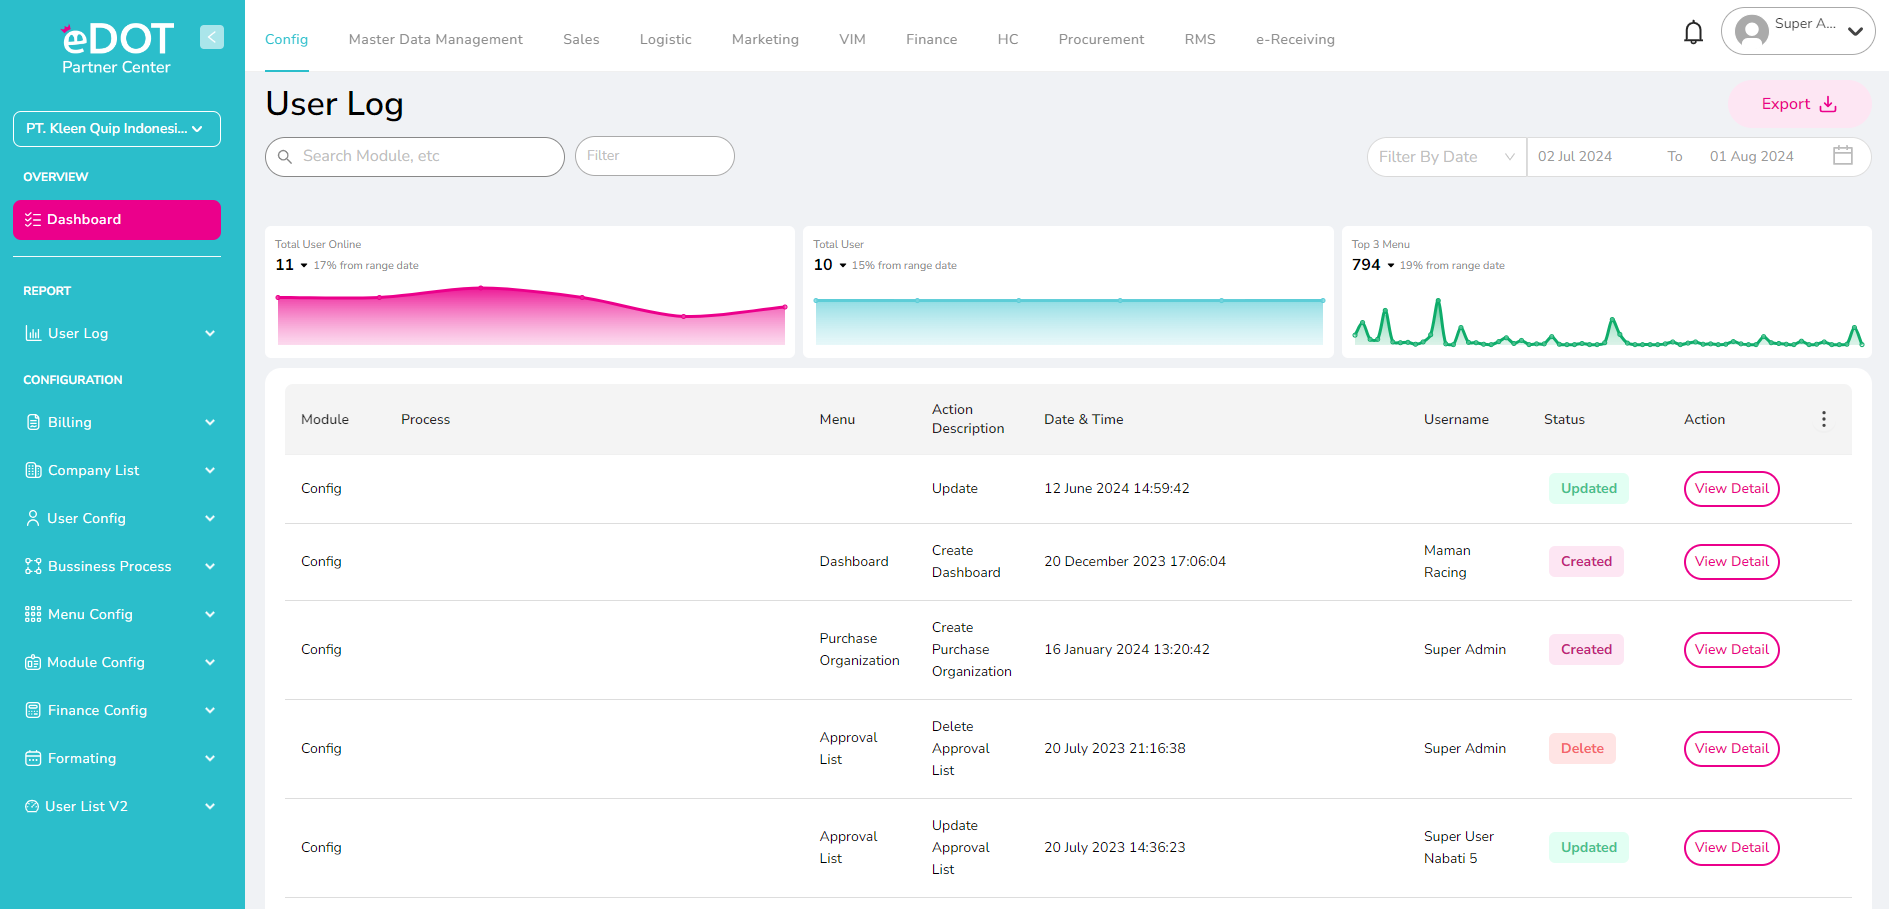 eDOT
Partner Center
PT. Kleen Quip Indonesi...
OVERVIEW
Dashboard
REPORT
User Log
CONFIGURATION
Billing
Company List
User Config
Bussiness Process
Menu Config
Module Config
Finance Config
Formating
User List V2
Config Master Data Management Sales Logistic Marketing VIM Finance HC Procurement RMS e-Receiving
Super A...
User Log
Export
Search Module, etc
Filter
Filter By Date
02 Jul 2024 To 01 Aug 2024
Total User Online
11 17% from range date
Total User
10 15% from range date
Top 3 Menu
794 19% from range date
Module Process Menu Action Description Date & Time Username Status Action
Config Update 12 June 2024 14:59:42 Updated View Detail
Config Dashboard Create Dashboard 20 December 2023 17:06:04 Maman Racing Created View Detail
Config Purchase Organization Create Purchase Organization 16 January 2024 13:20:42 Super Admin Created View Detail
Config Approval List Delete Approval List 20 July 2023 21:16:38 Super Admin Delete View Detail
Config Approval List Update Approval List 20 July 2023 14:36:23 Super User Nabati 5 Updated View Detail